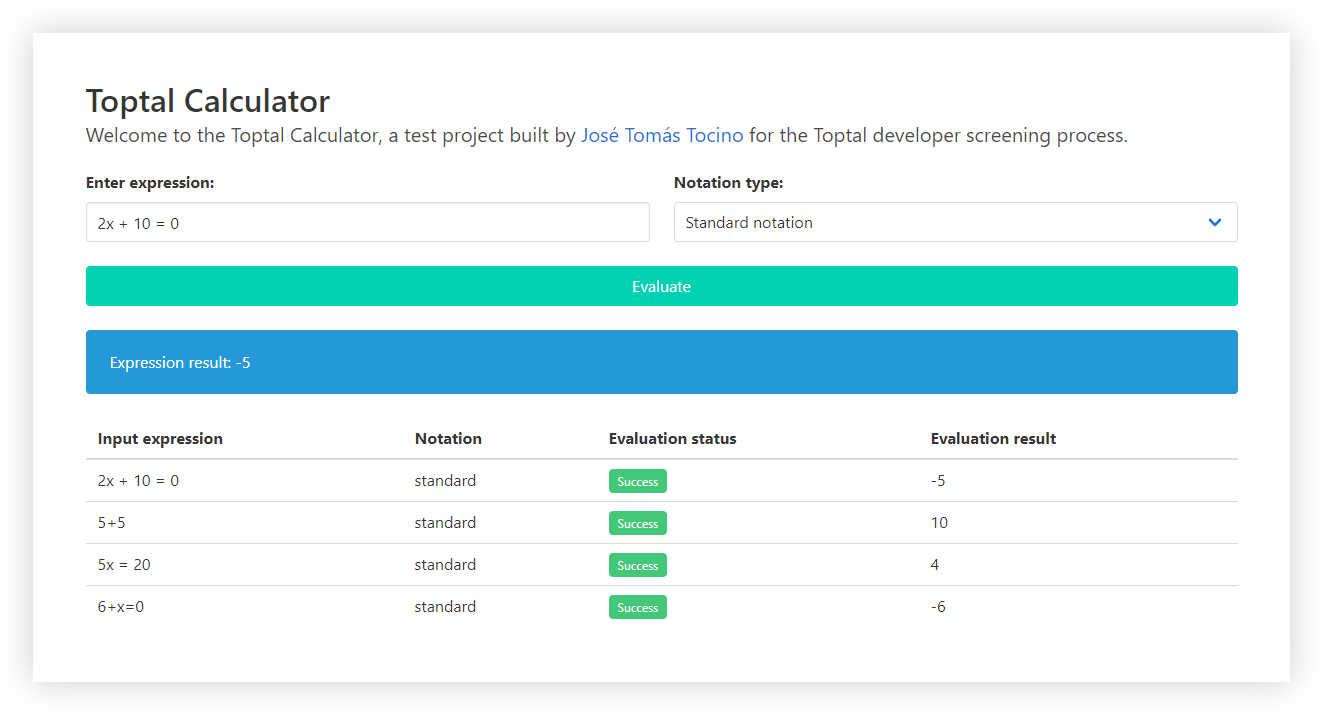 Toptal Calculator
Welcome to the Toptal Calculator, a test project built by José Tomás Tocino for the Toptal developer screening process.
Enter expression: Notation type:
2x + 10 = 0 Standard notation
Evaluate
Expression result: -5
Input expression Notation Evaluation status Evaluation result
2x + 10 = 0 standard Success -5
5+5 standard Success 10
5x = 20 standard Success 4
6+x=0 standard Success -6